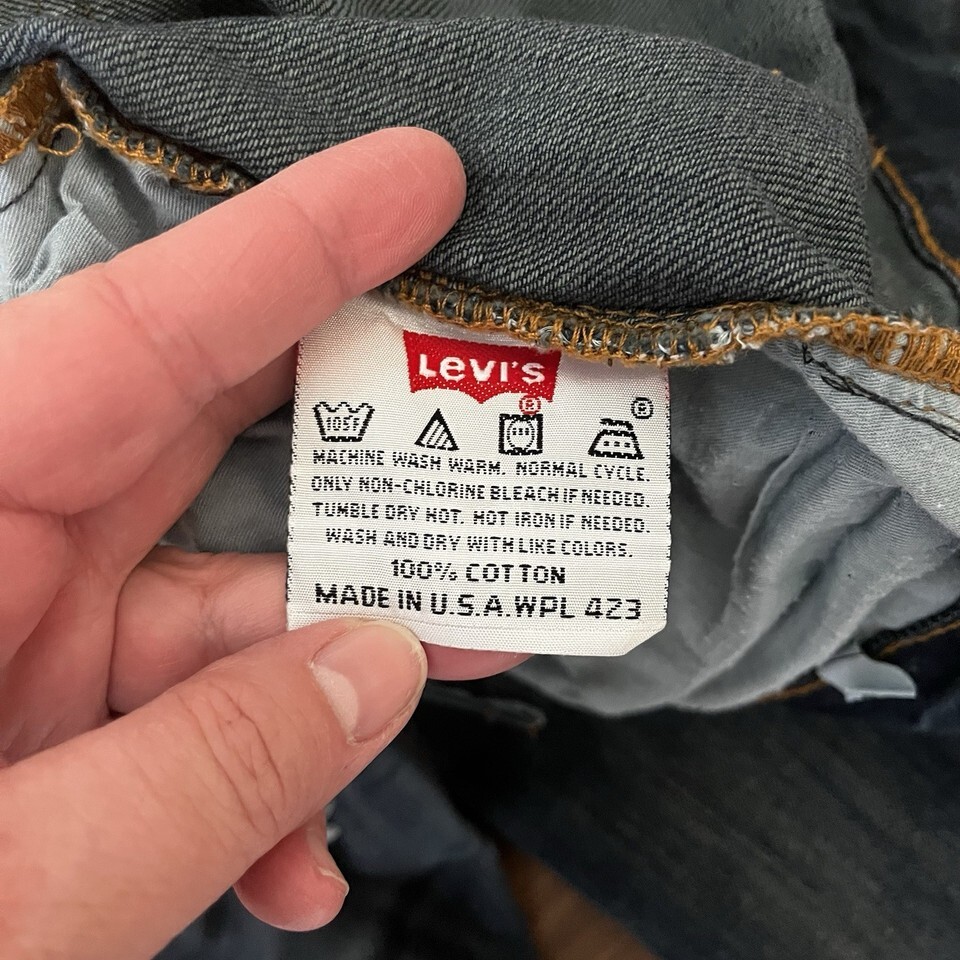 Levi's
®
®
105F
MACHINE WASH WARM. NORMAL CYCLE.
ONLY NON-CHLORINE BLEACH IF NEEDED.
TUMBLE DRY HOT. HOT IRON IF NEEDED.
WASH AND DRY WITH LIKE COLORS.
100% COTTON
MADE IN U.S.A. WPL 423